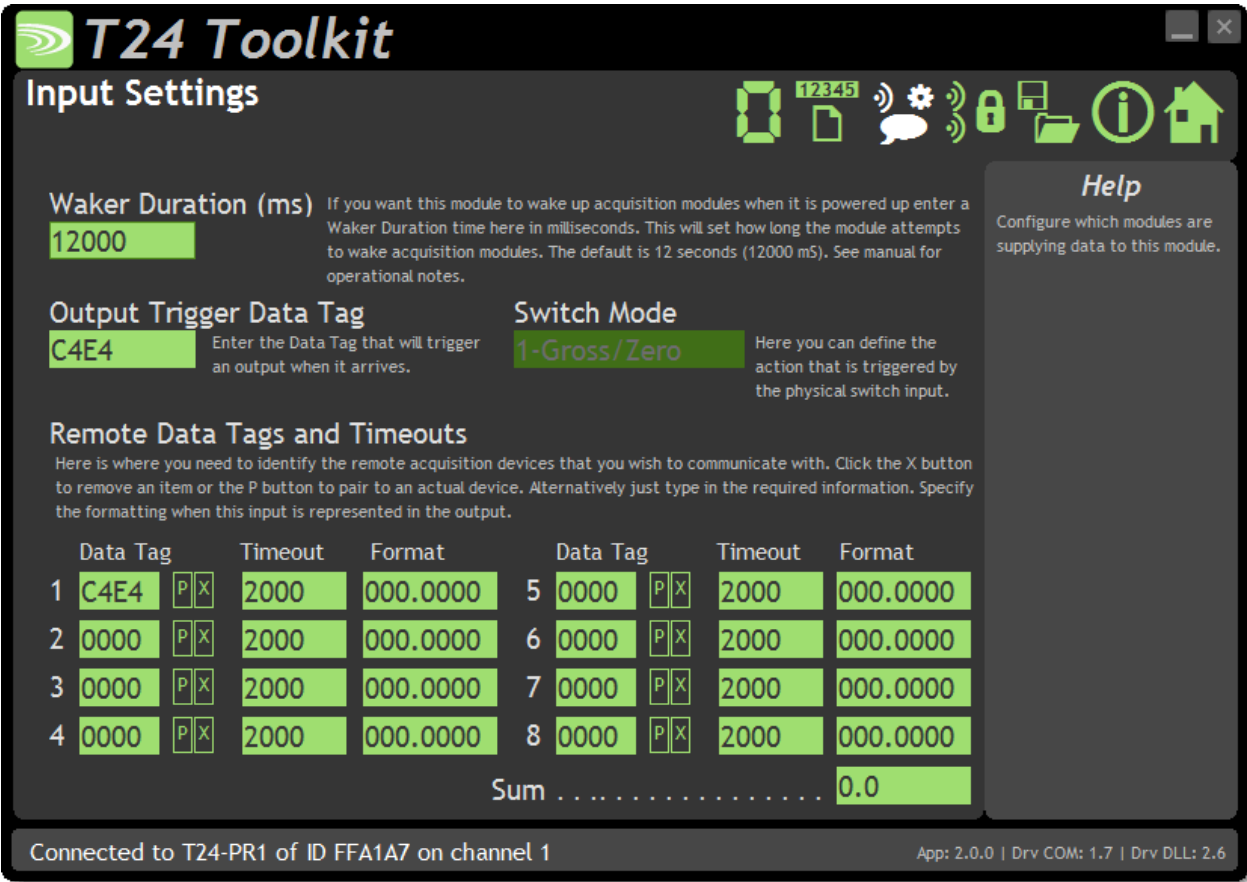 T24 Toolkit
Input Settings
12345
Waker Duration (ms)
12000
If you want this module to wake up acquisition modules when it is powered up enter a
Waker Duration time here in milliseconds. This will set how long the module attempts
to wake acquisition modules. The default is 12 seconds (12000 mS). See manual for
operational notes.
Output Trigger Data Tag
C4E4
Enter the Data Tag that will trigger
an output when it arrives.
Switch Mode
1-Gross/Zero
Here you can define the
action that is triggered by
the physical switch input.
Remote Data Tags and Timeouts
Here is where you need to identify the remote acquisition devices that you wish to communicate with. Click the X button
to remove an item or the P button to pair to an actual device. Alternatively just type in the required information. Specify
the formatting when this input is represented in the output.
Data Tag Timeout Format Data Tag Timeout Format
1 C4E4 P X 2000 000.0000 5 0000 P X 2000 000.0000
2 0000 P X 2000 000.0000 6 0000 P X 2000 000.0000
3 0000 P X 2000 000.0000 7 0000 P X 2000 000.0000
4 0000 P X 2000 000.0000 8 0000 P X 2000 000.0000
Sum . . .. . . . . . . . . . . . . . . 0.0
Help
Configure which modules are
supplying data to this module.
Connected to T24-PR1 of ID FFA1A7 on channel 1
App: 2.0.0 | Drv COM: 1.7 | Drv DLL: 2.6